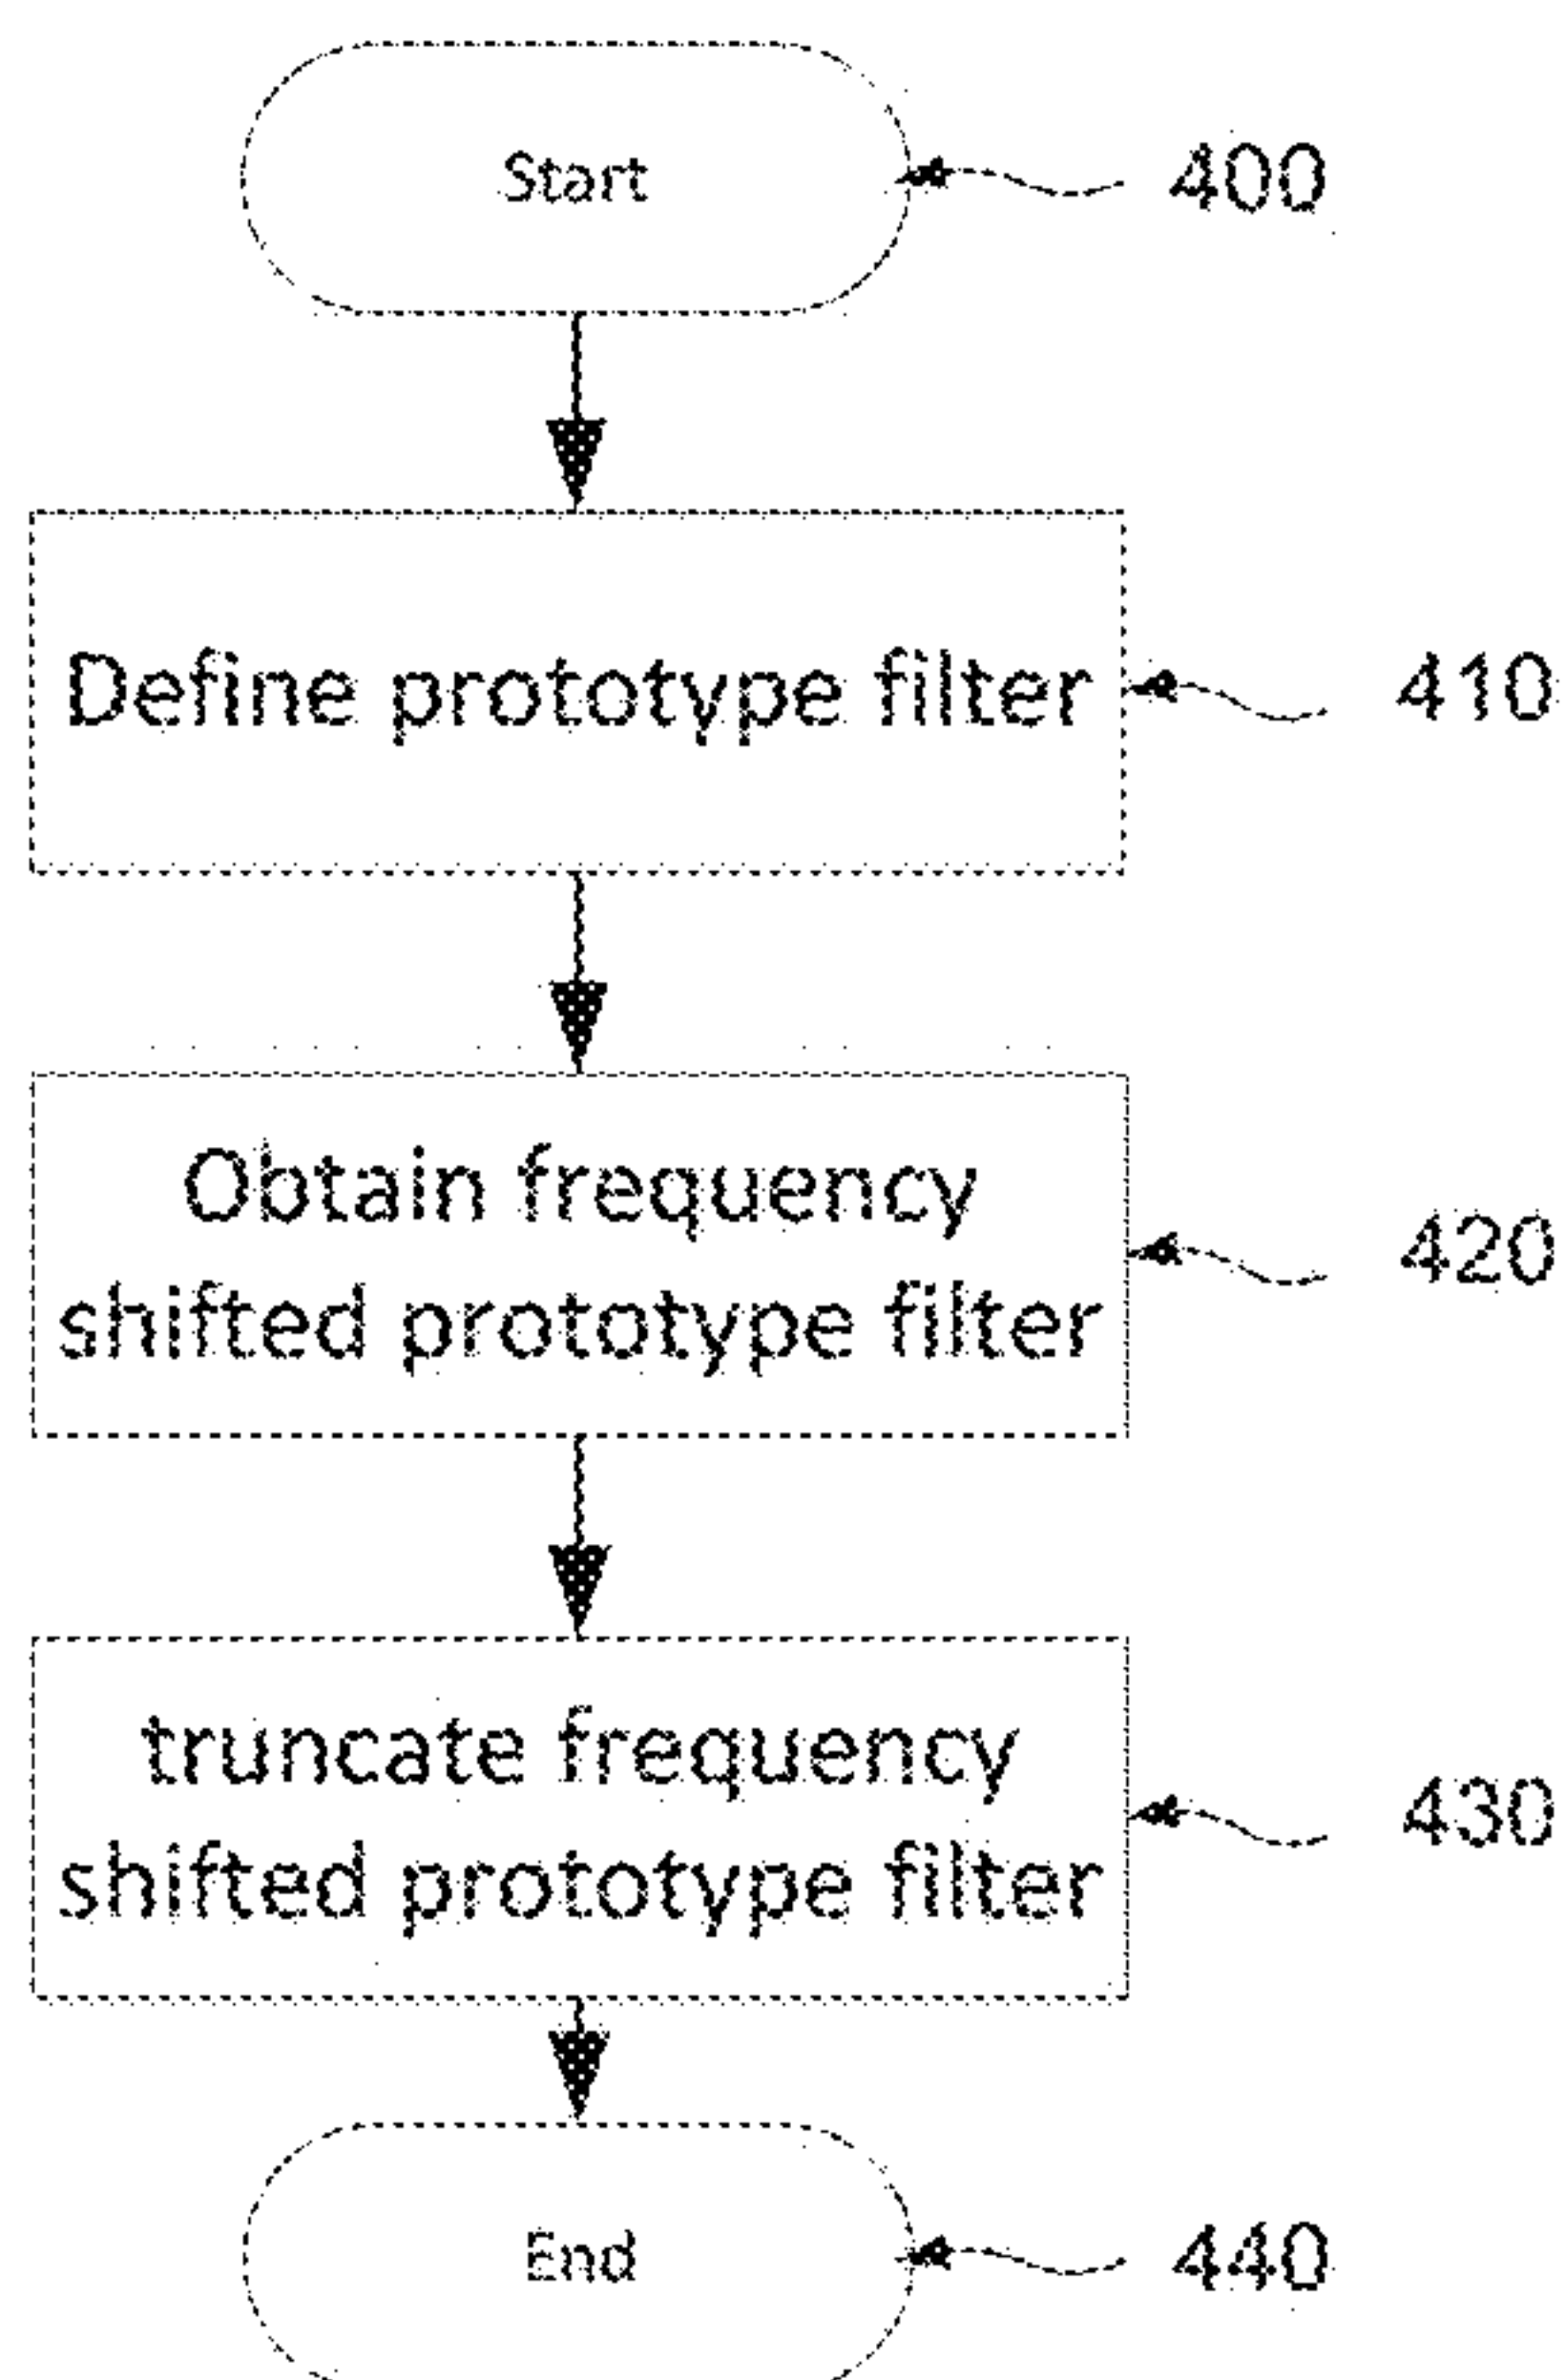 Start
400
Define prototype filter
410
Obtain frequency
shifted prototype filter
420
truncate frequency
shifted prototype filter
430
End
440